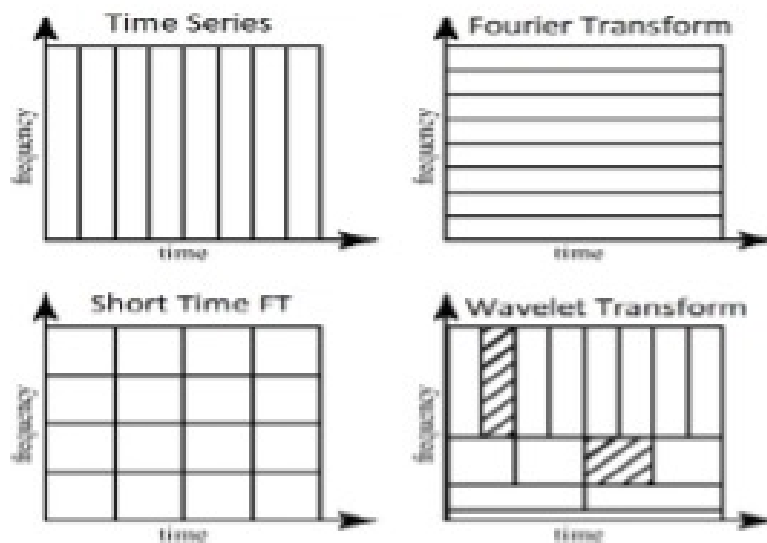 Time Series
frequency
time
Fourier Transform
frequency
time
Short Time FT
frequency
time
Wavelet Transform
frequency
time